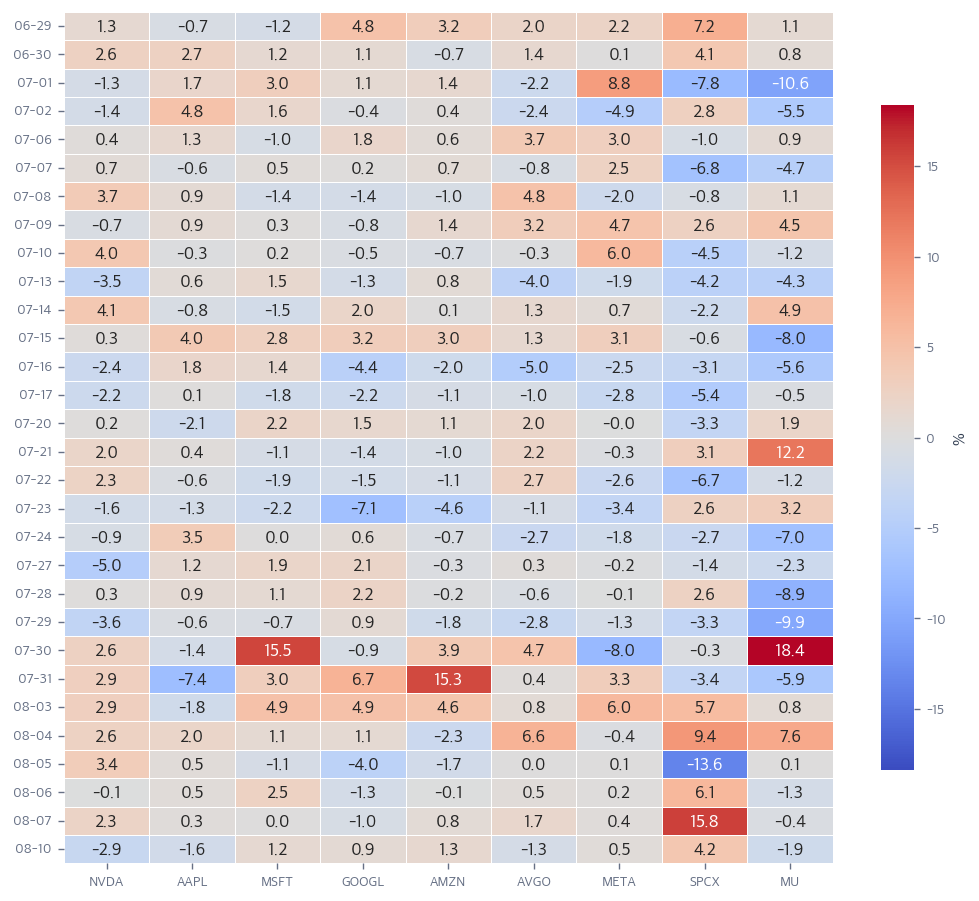 06-29 1.3 -0.7 -1.2 4.8 3.2 2.0 2.2 7.2 1.1
06-30 2.6 2.7 1.2 1.1 -0.7 1.4 0.1 4.1 0.8
07-01 -1.3 1.7 3.0 1.1 1.4 -2.2 8.8 -7.8 -10.6
07-02 -1.4 4.8 1.6 -0.4 0.4 -2.4 -4.9 2.8 -5.5
07-06 0.4 1.3 -1.0 1.8 0.6 3.7 3.0 -1.0 0.9
07-07 0.7 -0.6 0.5 0.2 0.7 -0.8 2.5 -6.8 -4.7
07-08 3.7 0.9 -1.4 -1.4 -1.0 4.8 -2.0 -0.8 1.1
07-09 -0.7 0.9 0.3 -0.8 1.4 3.2 4.7 2.6 4.5
07-10 4.0 -0.3 0.2 -0.5 -0.7 -0.3 6.0 -4.5 -1.2
07-13 -3.5 0.6 1.5 -1.3 0.8 -4.0 -1.9 -4.2 -4.3
07-14 4.1 -0.8 -1.5 2.0 0.1 1.3 0.7 -2.2 4.9
07-15 0.3 4.0 2.8 3.2 3.0 1.3 3.1 -0.6 -8.0
07-16 -2.4 1.8 1.4 -4.4 -2.0 -5.0 -2.5 -3.1 -5.6
07-17 -2.2 0.1 -1.8 -2.2 -1.1 -1.0 -2.8 -5.4 -0.5
07-20 0.2 -2.1 2.2 1.5 1.1 2.0 -0.0 -3.3 1.9
07-21 2.0 0.4 -1.1 -1.4 -1.0 2.2 -0.3 3.1 12.2
07-22 2.3 -0.6 -1.9 -1.5 -1.1 2.7 -2.6 -6.7 -1.2
07-23 -1.6 -1.3 -2.2 -7.1 -4.6 -1.1 -3.4 2.6 3.2
07-24 -0.9 3.5 0.0 0.6 -0.7 -2.7 -1.8 -2.7 -7.0
07-27 -5.0 1.2 1.9 2.1 -0.3 0.3 -0.2 -1.4 -2.3
07-28 0.3 0.9 1.1 2.2 -0.2 -0.6 -0.1 2.6 -8.9
07-29 -3.6 -0.6 -0.7 0.9 -1.8 -2.8 -1.3 -3.3 -9.9
07-30 2.6 -1.4 15.5 -0.9 3.9 4.7 -8.0 -0.3 18.4
07-31 2.9 -7.4 3.0 6.7 15.3 0.4 3.3 -3.4 -5.9
08-03 2.9 -1.8 4.9 4.9 4.6 0.8 6.0 5.7 0.8
08-04 2.6 2.0 1.1 1.1 -2.3 6.6 -0.4 9.4 7.6
08-05 3.4 0.5 -1.1 -4.0 -1.7 0.0 0.1 -13.6 0.1
08-06 -0.1 0.5 2.5 -1.3 -0.1 0.5 0.2 6.1 -1.3
08-07 2.3 0.3 0.0 -1.0 0.8 1.7 0.4 15.8 -0.4
08-10 -2.9 -1.6 1.2 0.9 1.3 -1.3 0.5 4.2 -1.9
NVDA AAPL MSFT GOOGL AMZN AVGO META SPCX MU
15
10
5
0
-5
-10
-15
%